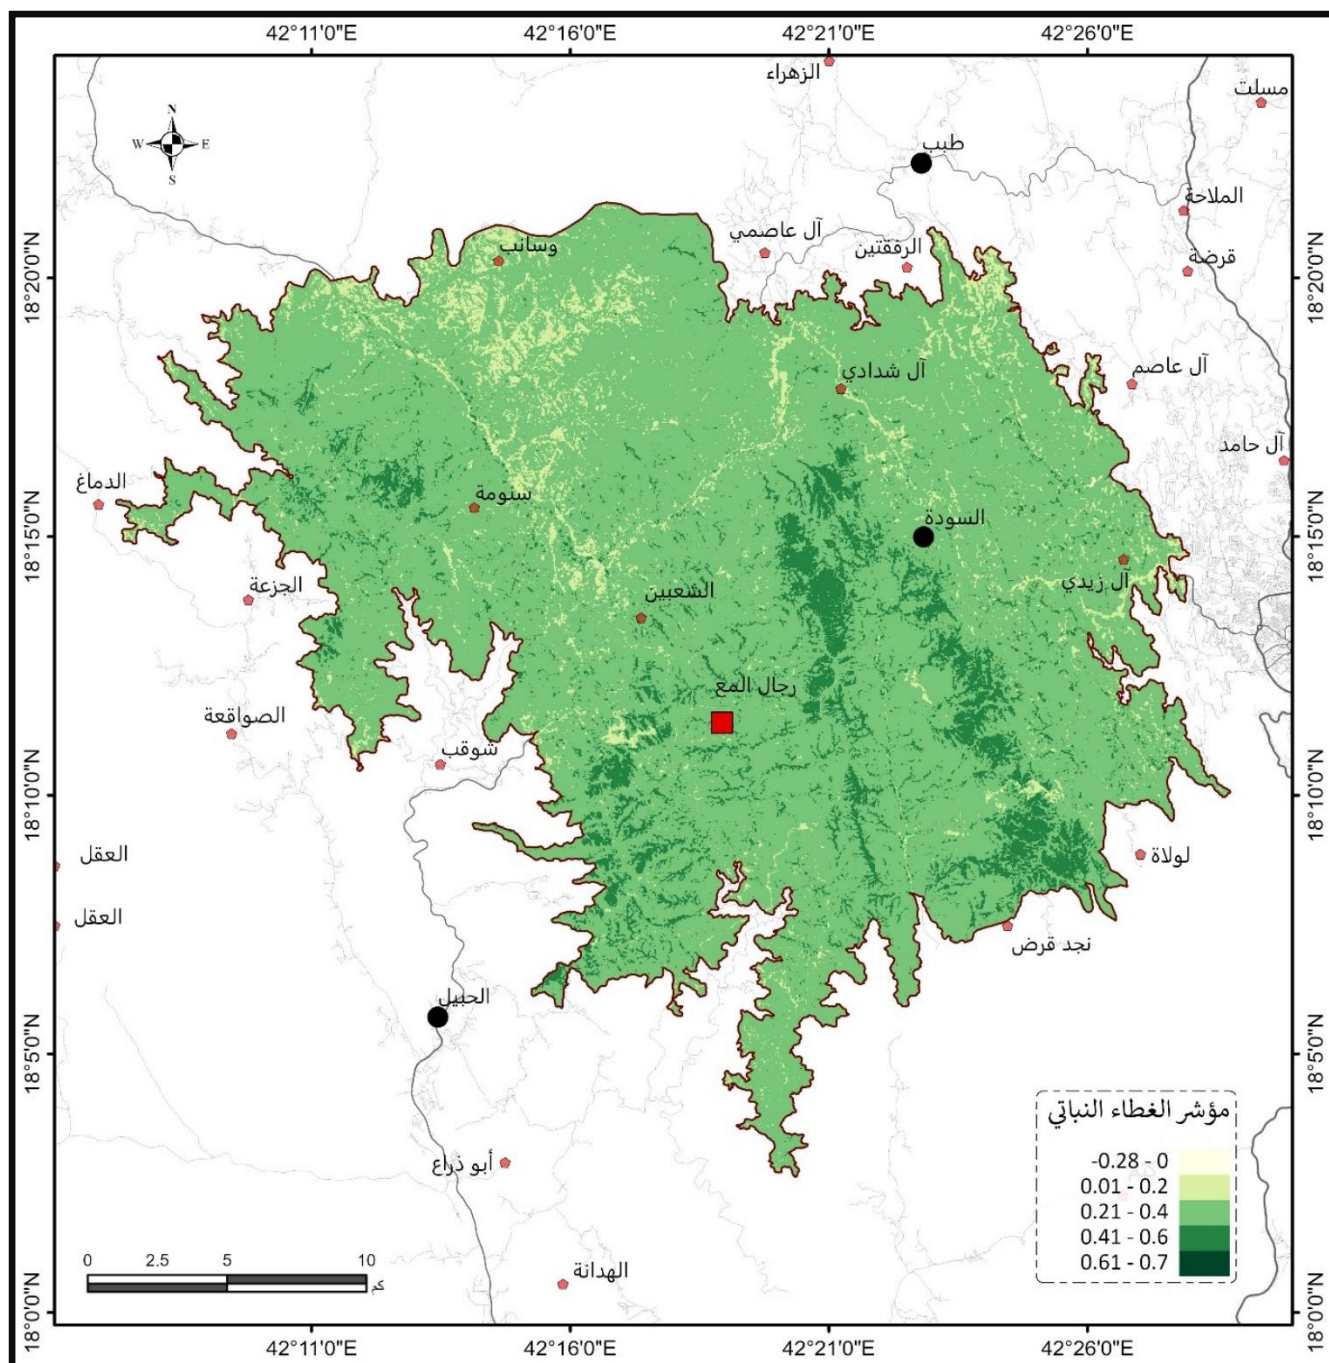 42°11'0"E
42°16'0"E
42°21'0"E
42°26'0"E
الزهراء
مسلت
N
W
E
S
طبب
الملاحة
آل عاصمي
الرفقتين
قرضة
وسانب
18°20'0"N
18°20'0"N
آل شدادي
آل عاصم
آل حامد
الدماغ
سنومة
السودة
18°15'0"N
18°15'0"N
الجزعة
الشعبين
آل زيدي
رجال المع
الصواقعة
شوقب
18°10'0"N
18°10'0"N
العقل
لولاة
العقل
نجد قرض
الحبيل
18°5'0"N
18°5'0"N
أبو ذراع
مؤشر الغطاء النباتي
-0.28 - 0
0.01 - 0.2
0.21 - 0.4
0.41 - 0.6
0.61 - 0.7
0
2.5
5
10
كم
الهدانة
18°0'0"N
18°0'0"N
42°11'0"E
42°16'0"E
42°21'0"E
42°26'0"E